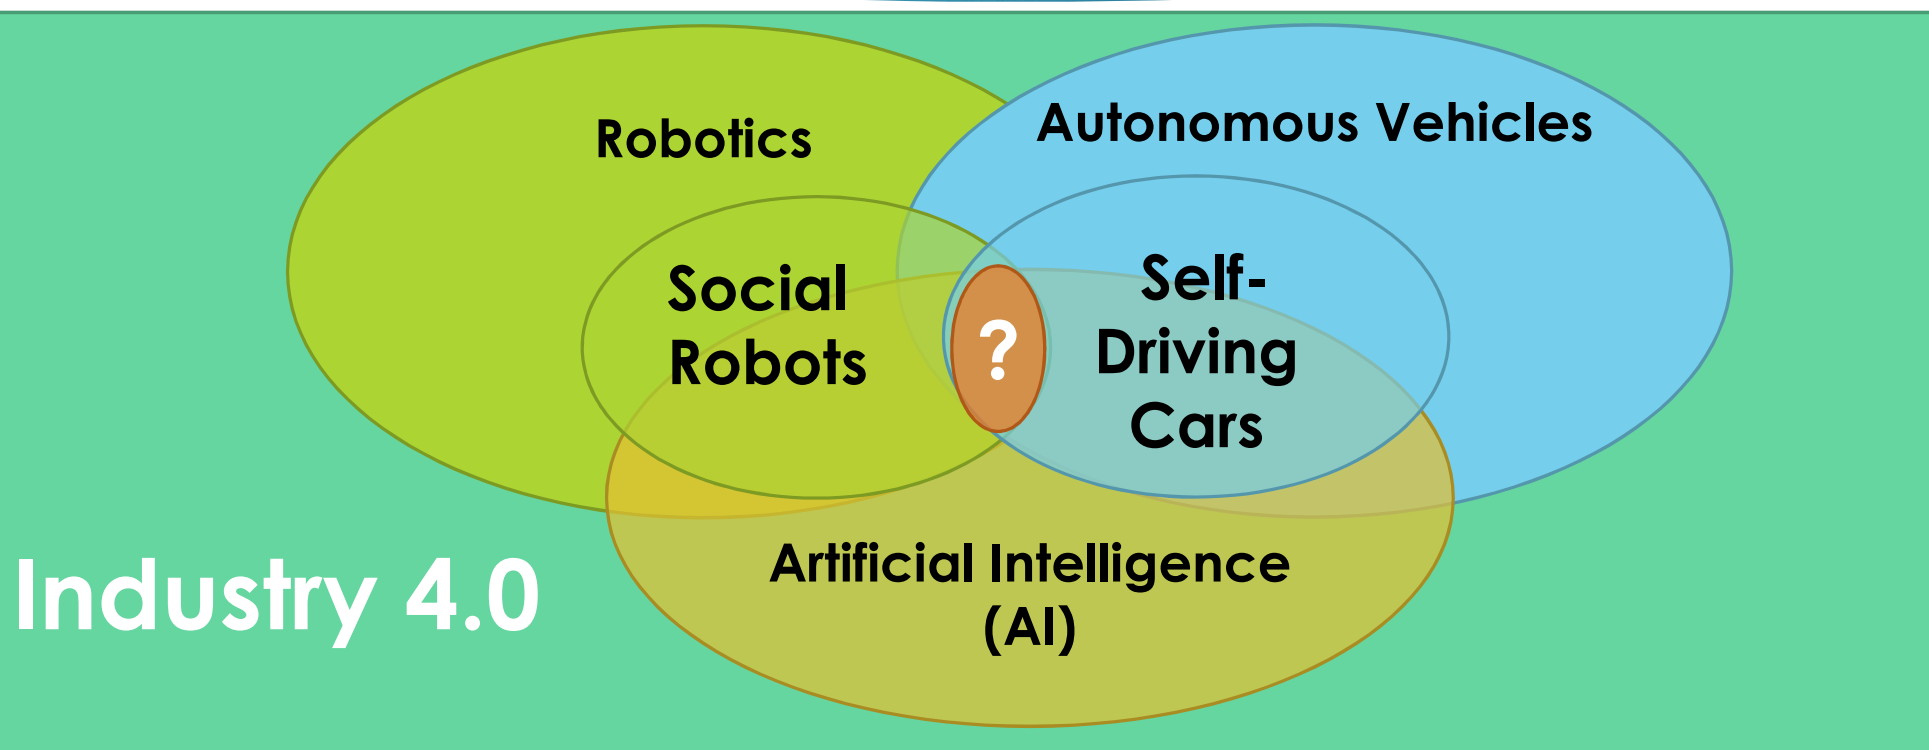 Robotics
Autonomous Vehicles
Social
Robots
?
Self-
Driving
Cars
Artificial Intelligence
(AI)
Industry 4.0